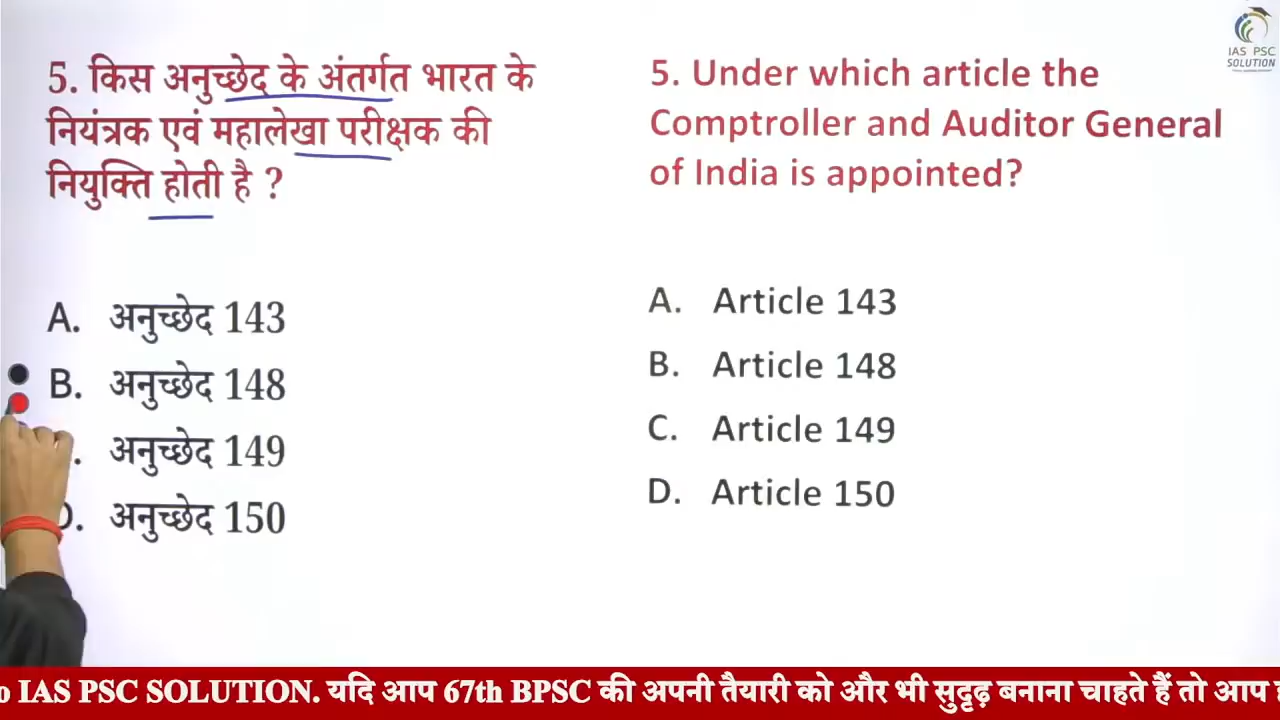 5. किस अनुच्छेद के अंतर्गत भारत के
नियंत्रक एवं महालेखा परीक्षक की
नियुक्ति होती है ?
A. अनुच्छेद 143
B. अनुच्छेद 148
. अनुच्छेद 149
D. अनुच्छेद 150
5. Under which article the
Comptroller and Auditor General
of India is appointed?
A. Article 143
B. Article 148
C. Article 149
D. Article 150
IAS PSC
SOLUTION
IAS PSC SOLUTION. यदि आप 67th BPSC की अपनी तैयारी को और भी सुदृढ़ बनाना चाहते हैं तो आप